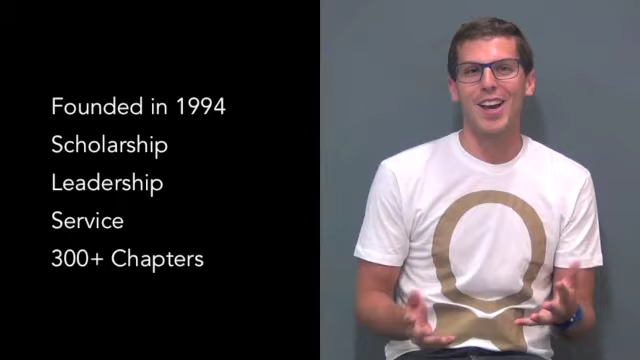 Founded in 1994
Scholarship
Leadership
Service
300+ Chapters